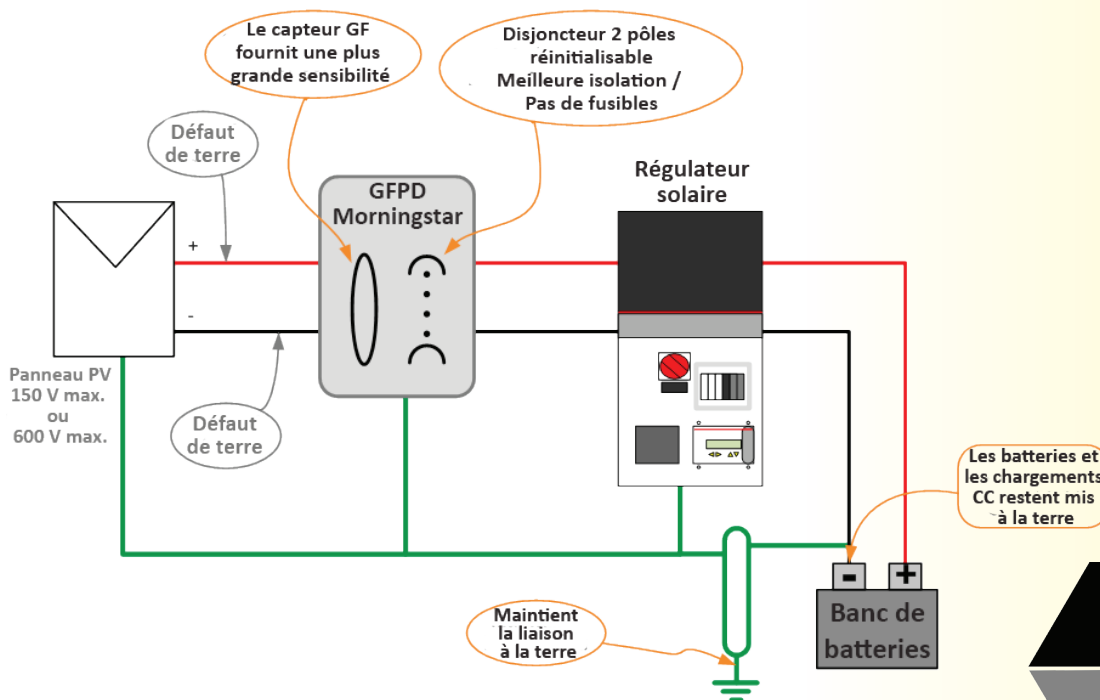 Le capteur GF
fournit une plus
grande sensibilité
Disjoncteur 2 pôles
réinitialisable
Meilleure isolation /
Pas de fusibles
Défaut
de terre
GFPD
Morningstar
Régulateur
solaire
+
-
Panneau PV
150 V max.
ou
600 V max.
Défaut
de terre
Les batteries et
les chargements
CC restent mis
à la terre
Maintient
la liaison
à la terre
- +
Banc de
batteries